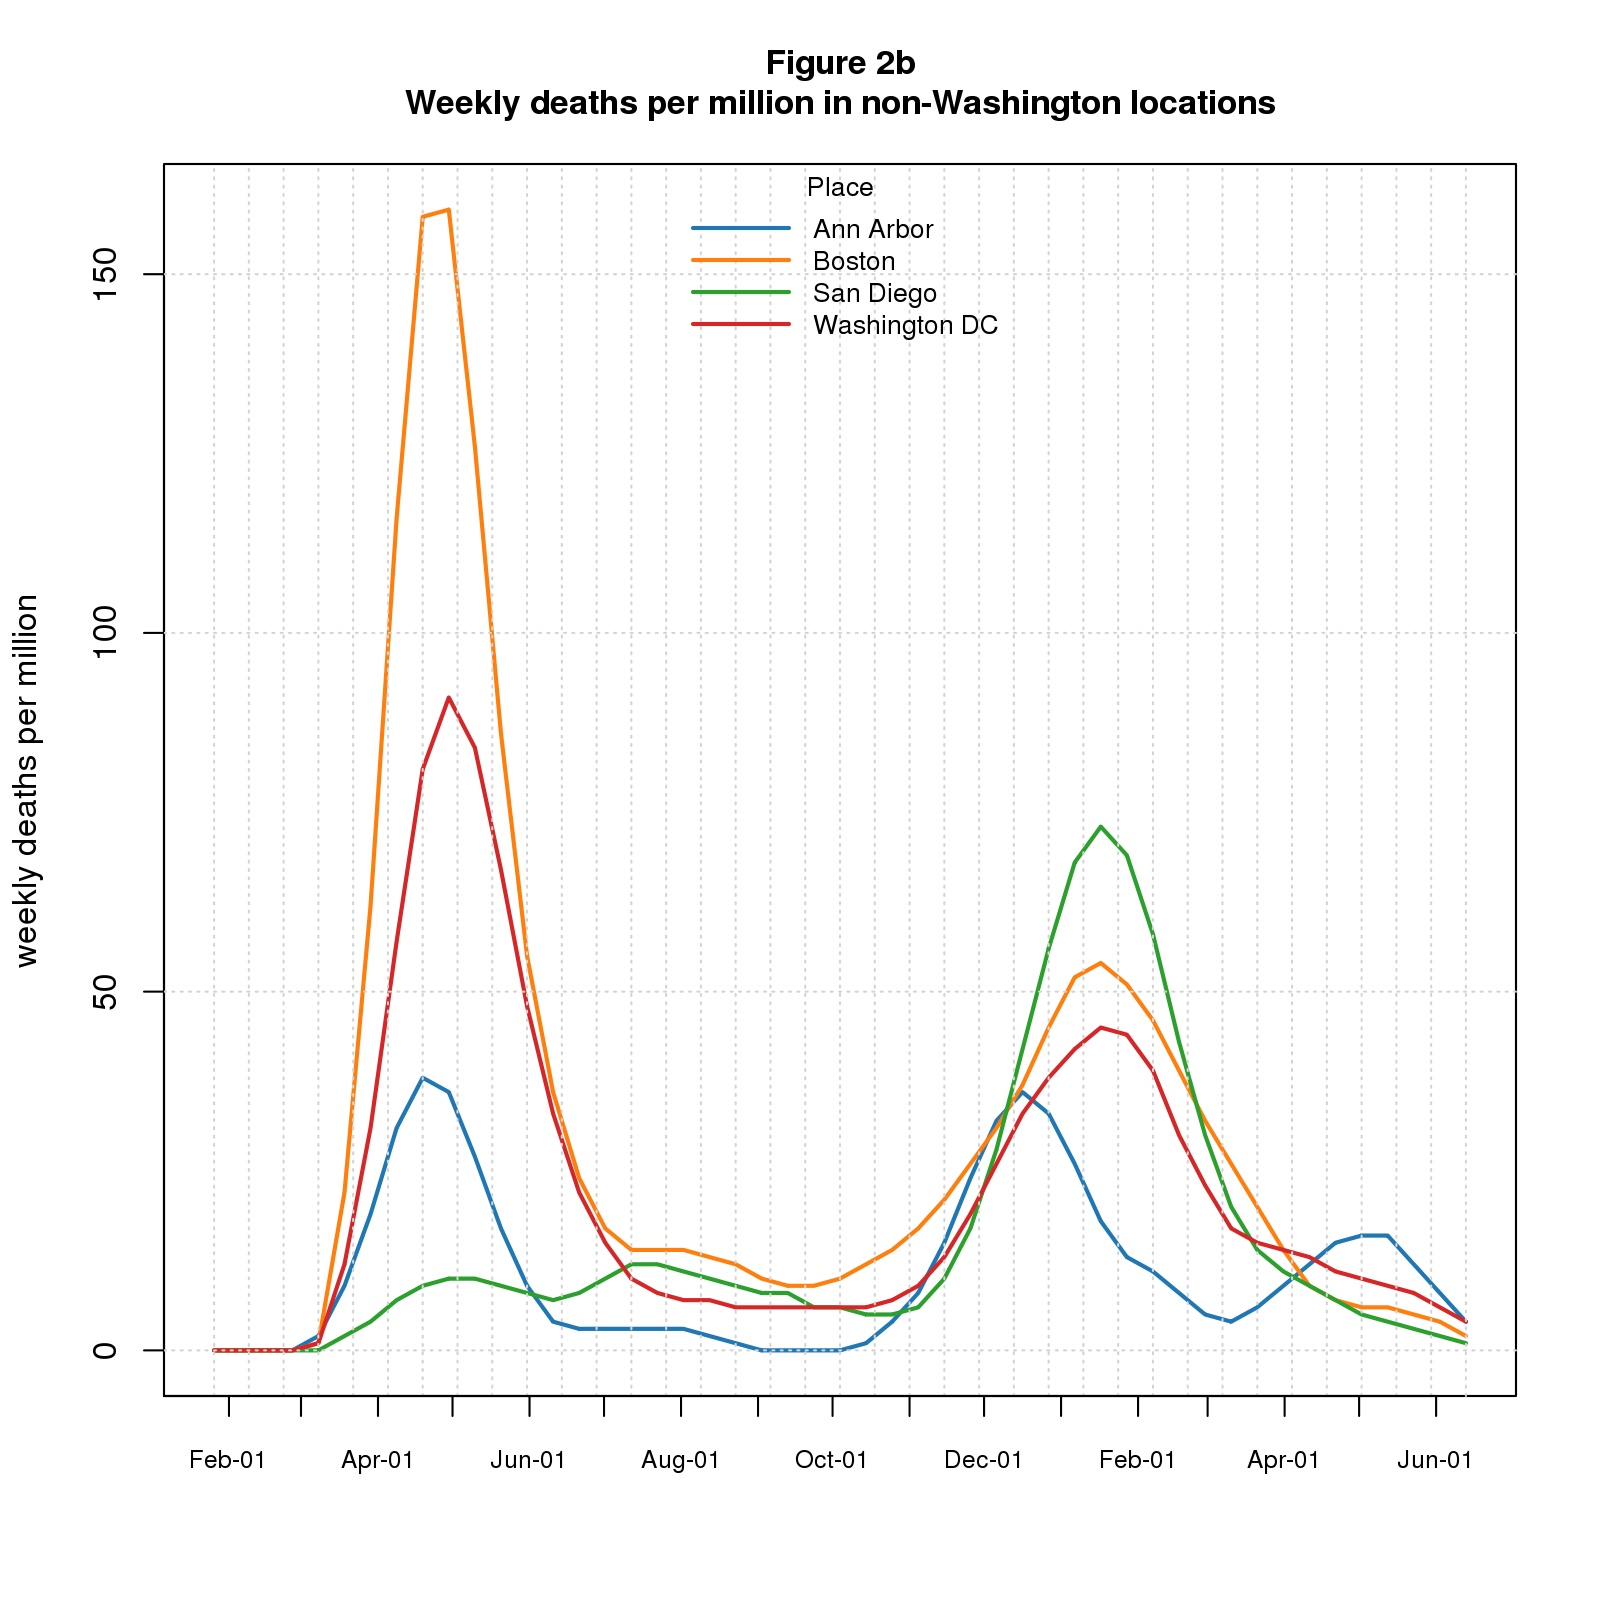 Figure 2b
Weekly deaths per million in non-Washington locations
Place
Ann Arbor
Boston
San Diego
Washington DC
weekly deaths per million
150
100
50
0
Feb-01 Apr-01 Jun-01 Aug-01 Oct-01 Dec-01 Feb-01 Apr-01 Jun-01